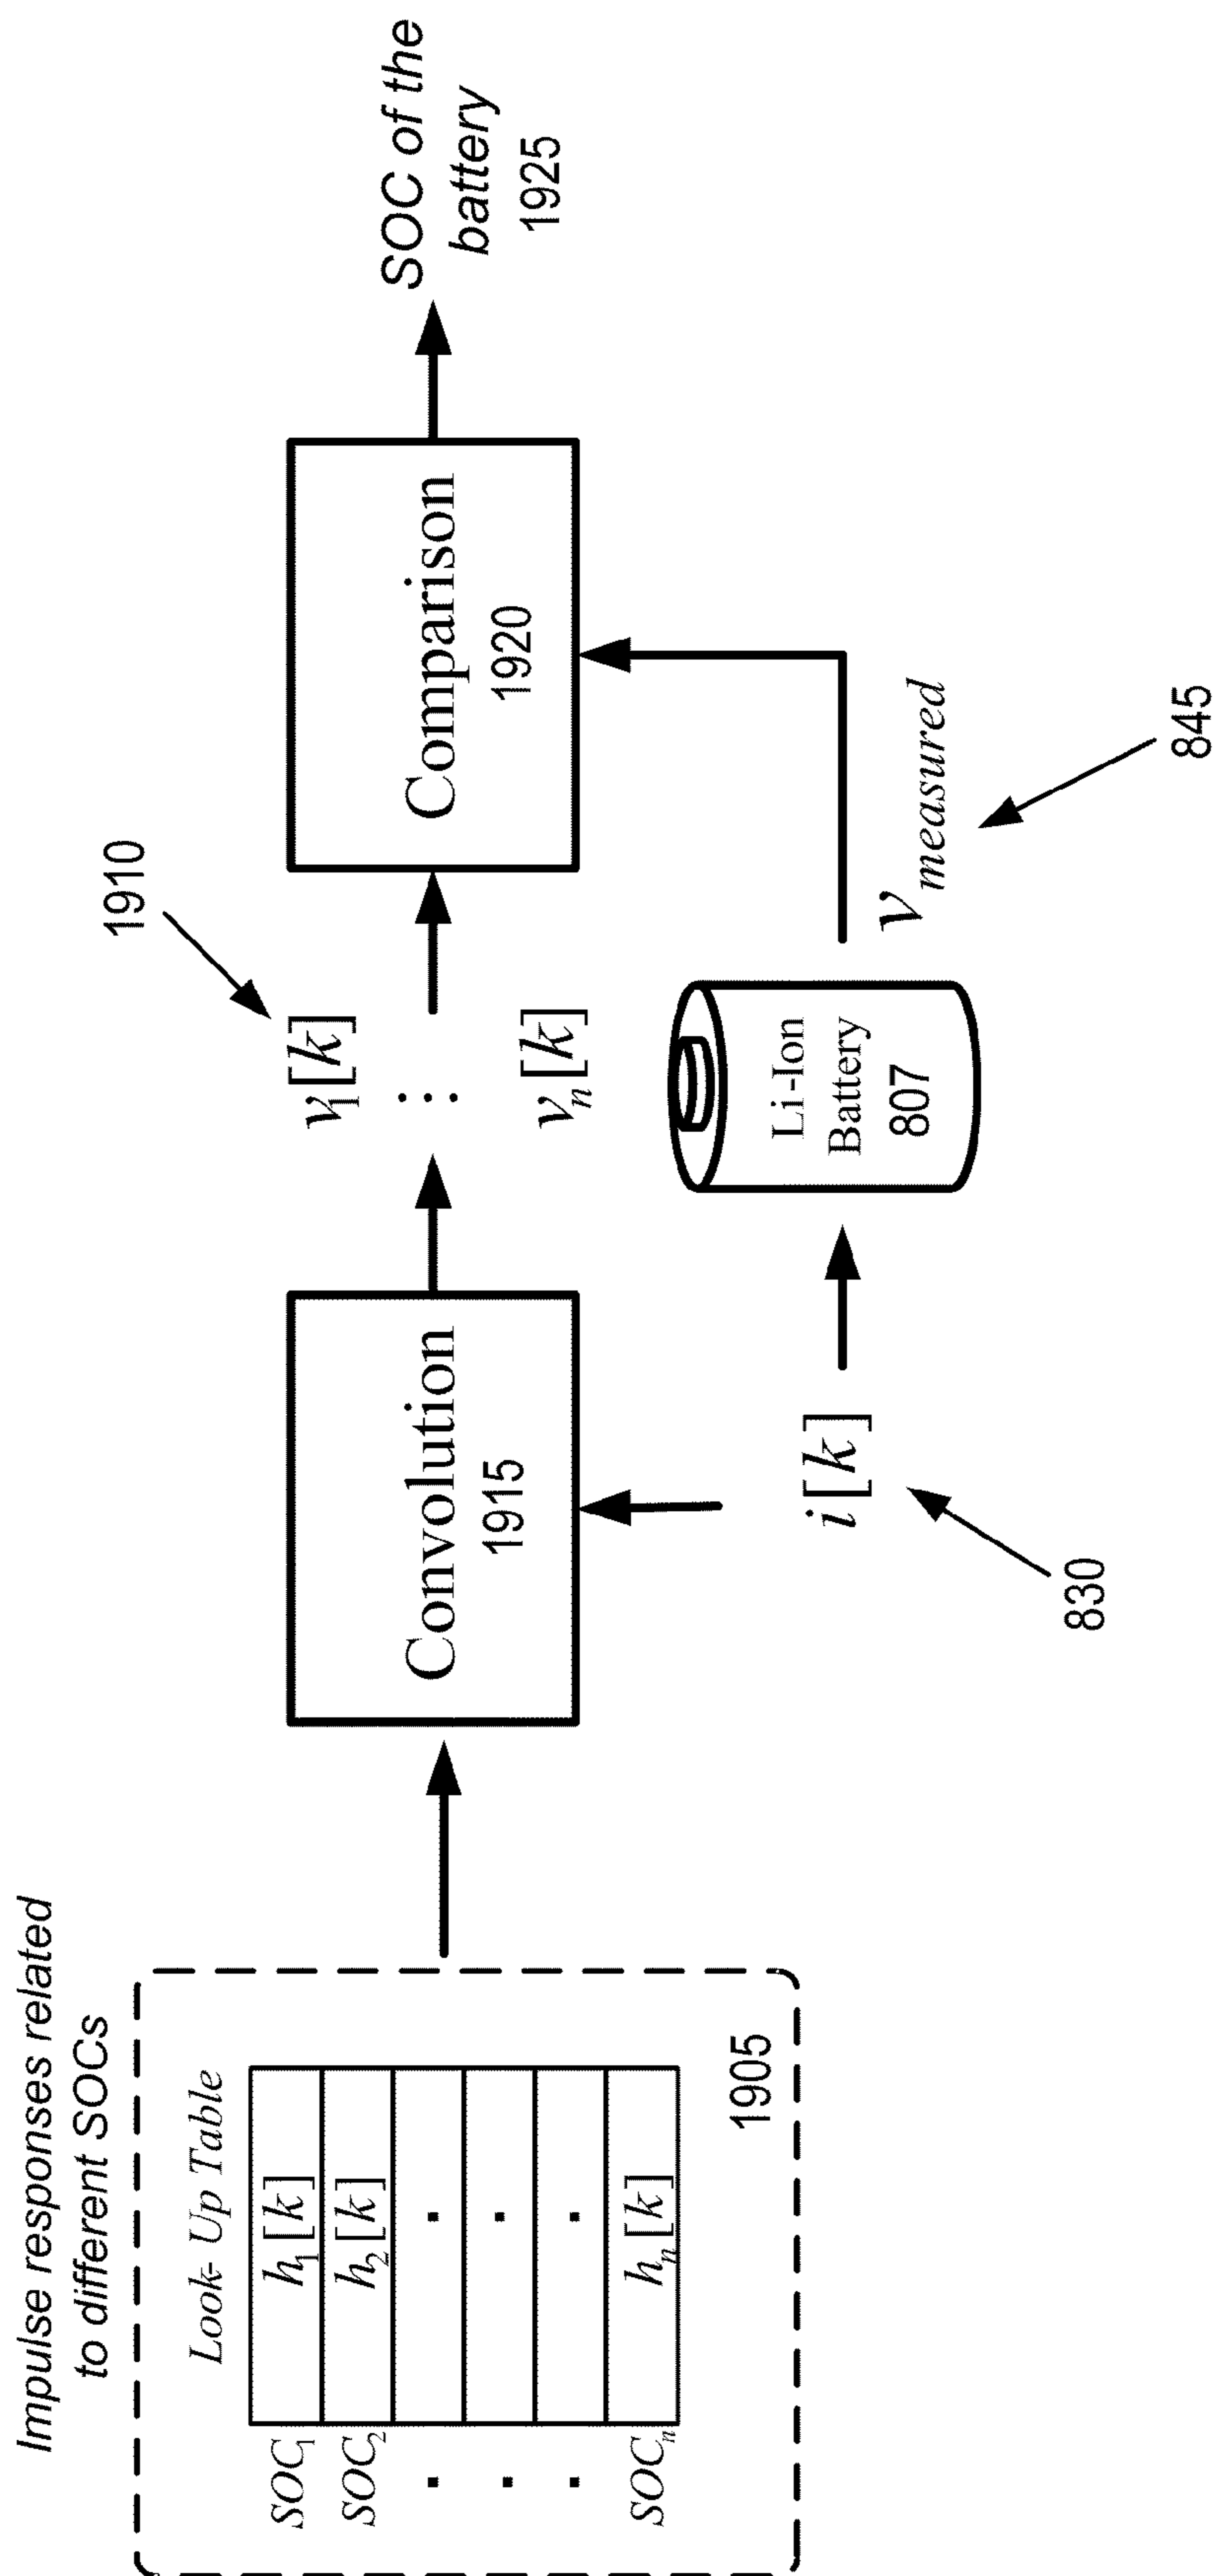 Impulse responses related
to different SOCs
Look-Up Table
SOC₁ h₁[k]
SOC₂ h₂[k]
. .
. .
. .
SOCₙ hₙ[k]
1905
Convolution
1915
i[k]
830
1910
v₁[k]
⋮
vₙ[k]
Li-Ion
Battery
807
v measured
845
Comparison
1920
SOC of the
battery
1925